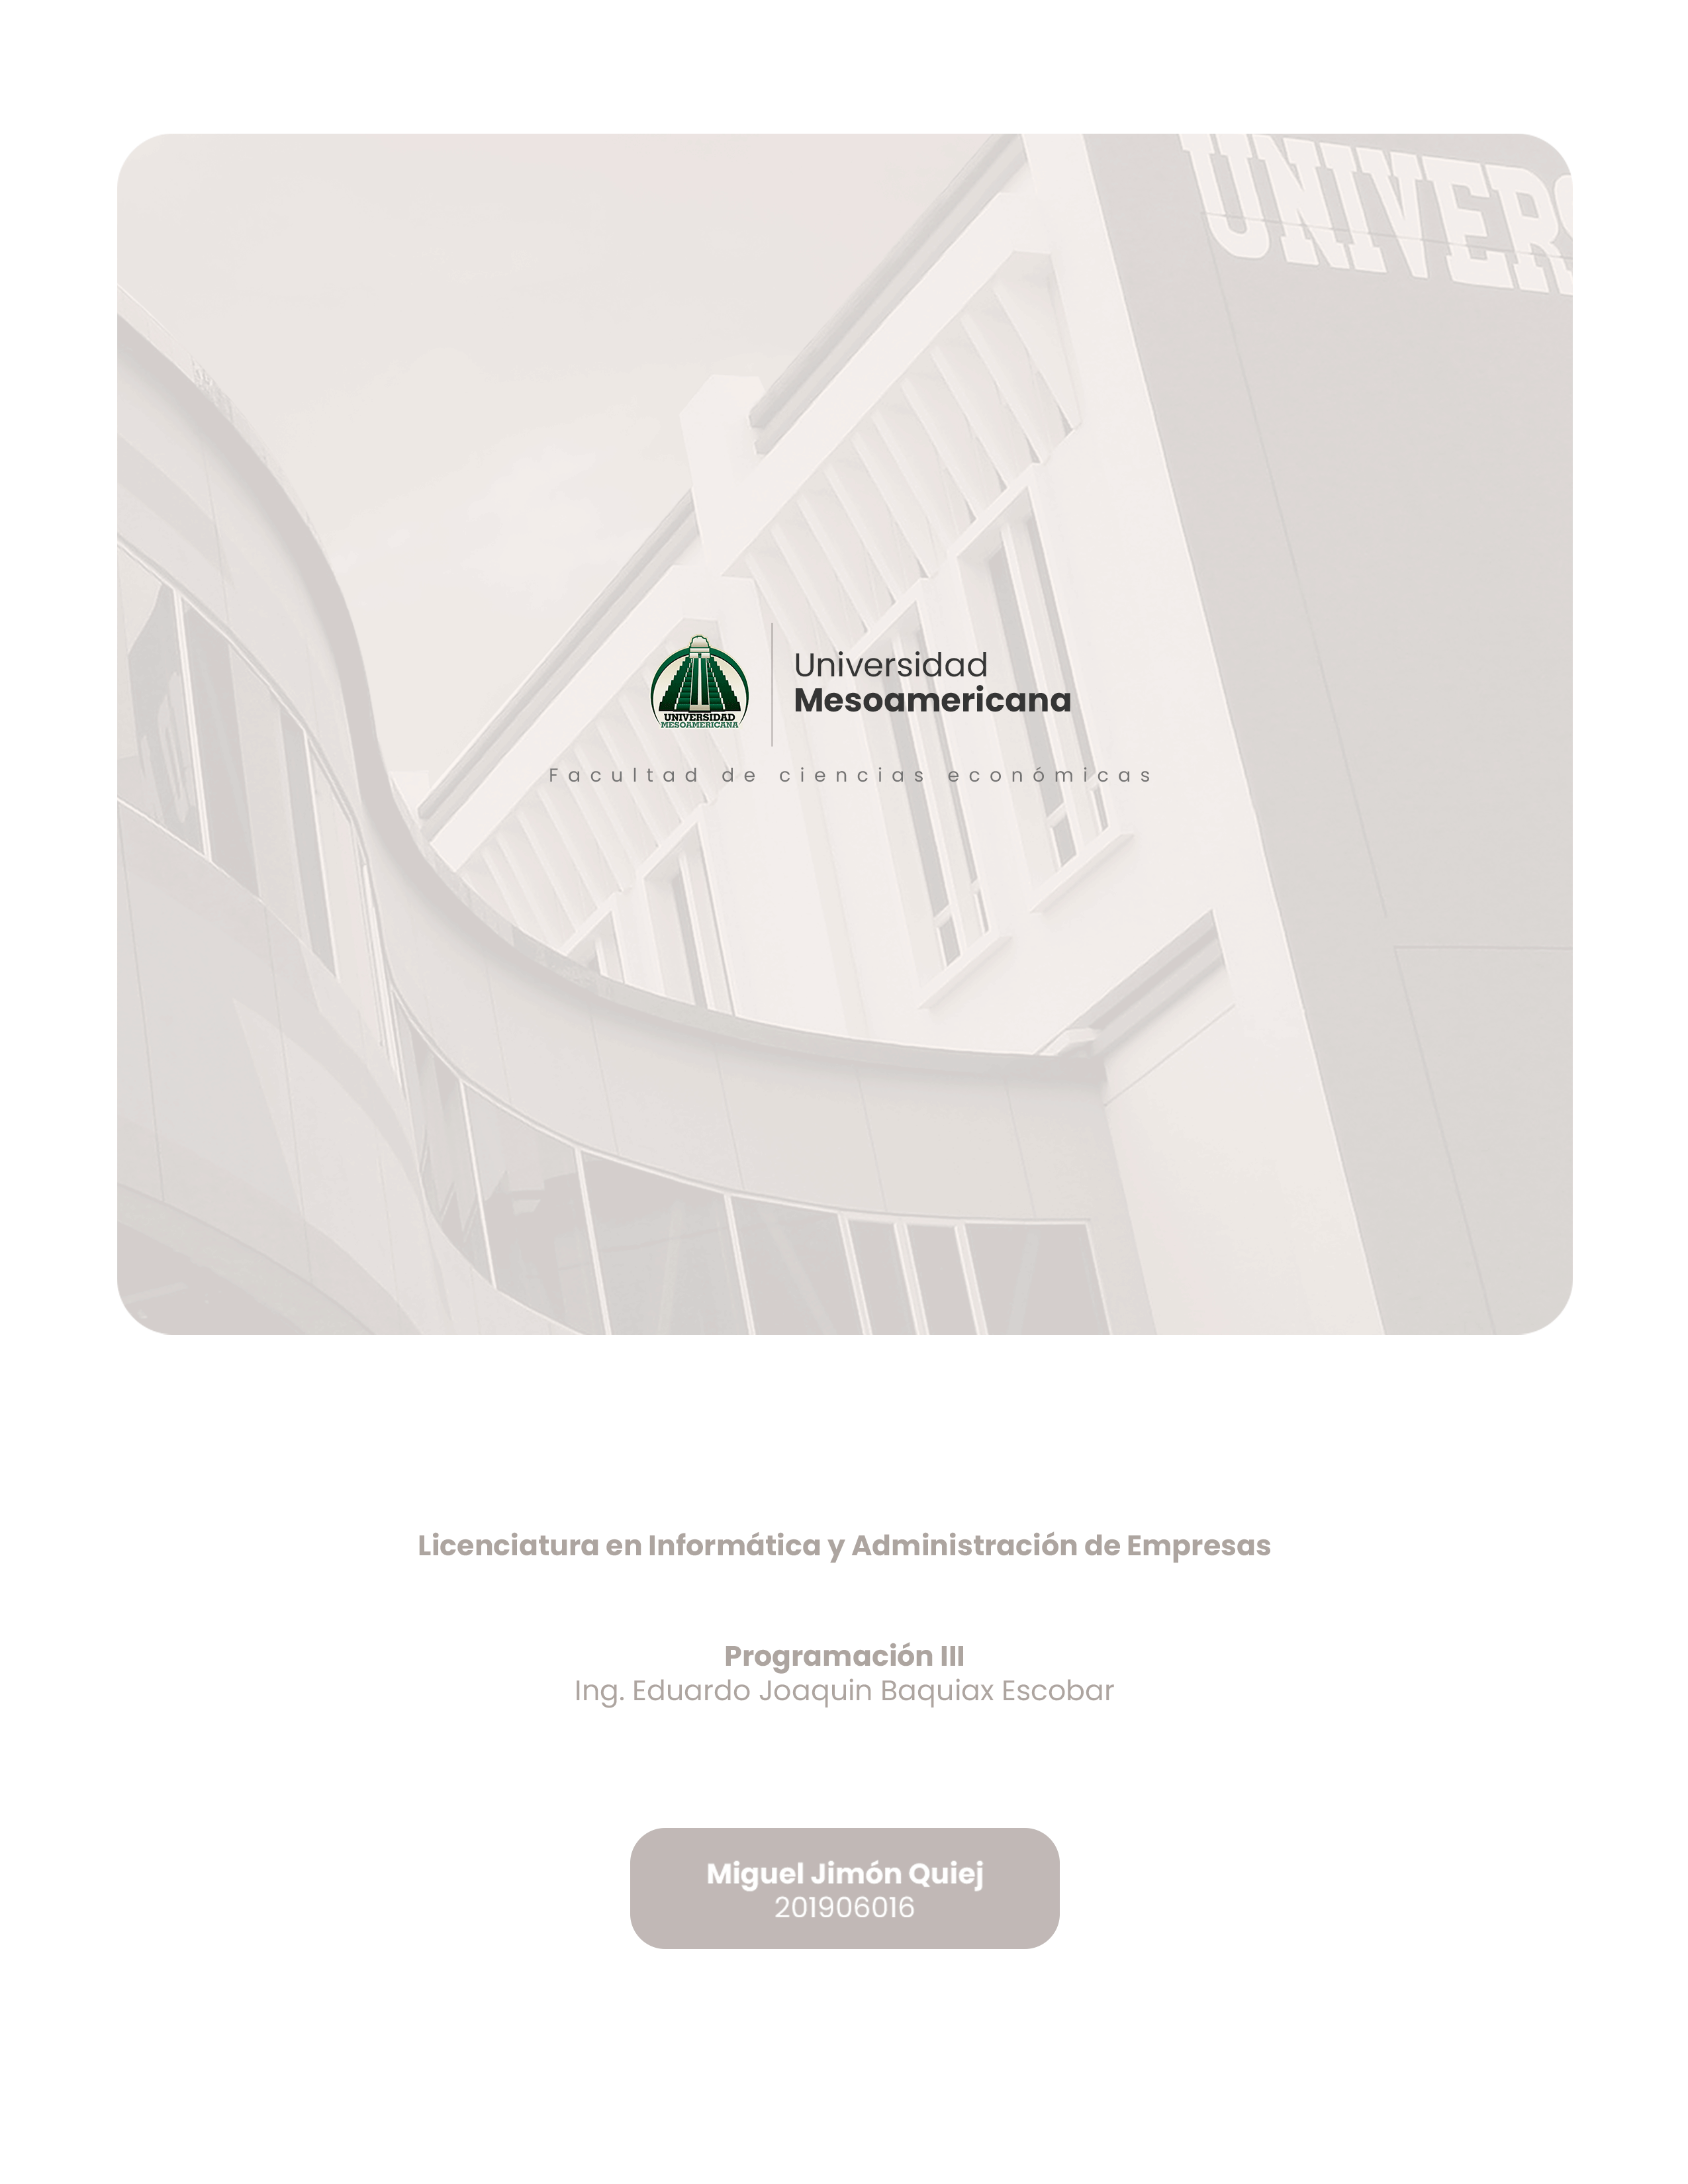 UNIVERS
UNIVERSIDAD
MESOAMERICANA
Universidad
Mesoamericana
Facultad de ciencias económicas
Licenciatura en Informática y Administración de Empresas
Programación III
Ing. Eduardo Joaquin Baquiax Escobar
Miguel Jimón Quiej
201906016